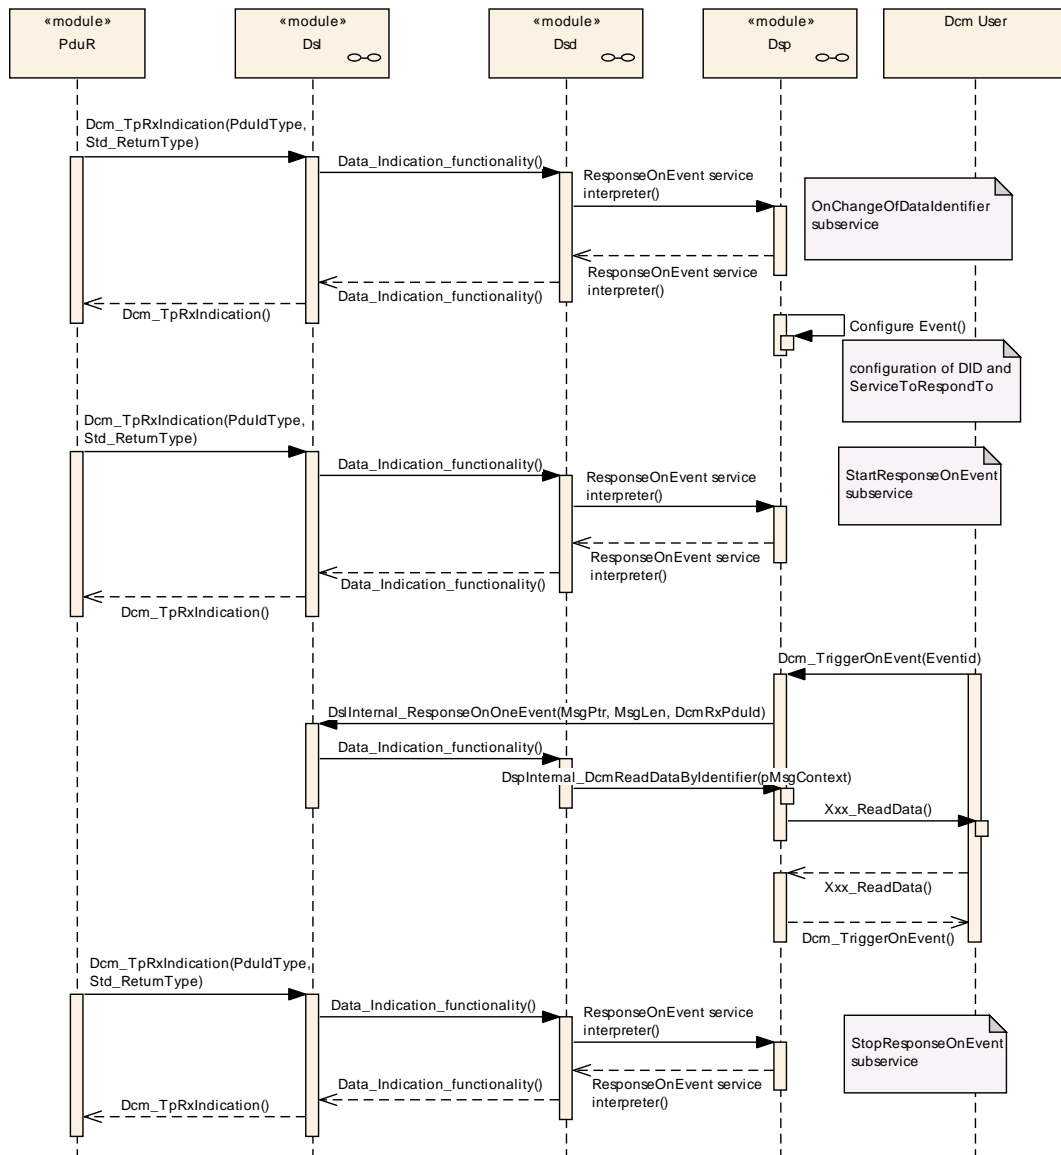 «module»
PduR
«module»
Dsl
«module»
Dsd
«module»
Dsp
Dcm User
Dcm_TpRxIndication(PduIdType,
Std_ReturnType)
Data_Indication_functionality()
ResponseOnEvent service
interpreter()
OnChangeOfDataIdentifier
subservice
ResponseOnEvent service
interpreter()
Data_Indication_functionality()
Dcm_TpRxIndication()
Configure Event()
configuration of DID and
ServiceToRespondTo
Dcm_TpRxIndication(PduIdType,
Std_ReturnType)
Data_Indication_functionality()
ResponseOnEvent service
interpreter()
StartResponseOnEvent
subservice
ResponseOnEvent service
interpreter()
Data_Indication_functionality()
Dcm_TpRxIndication()
Dcm_TriggerOnEvent(EventId)
DslInternal_ResponseOnOneEvent(MsgPtr, MsgLen, DcmRxPduId)
Data_Indication_functionality()
DspInternal_DcmReadDataByIdentifier(pMsgContext)
Xxx_ReadData()
Xxx_ReadData()
Dcm_TriggerOnEvent()
Dcm_TpRxIndication(PduIdType,
Std_ReturnType)
Data_Indication_functionality()
ResponseOnEvent service
interpreter()
StopResponseOnEvent
subservice
ResponseOnEvent service
interpreter()
Data_Indication_functionality()
Dcm_TpRxIndication()